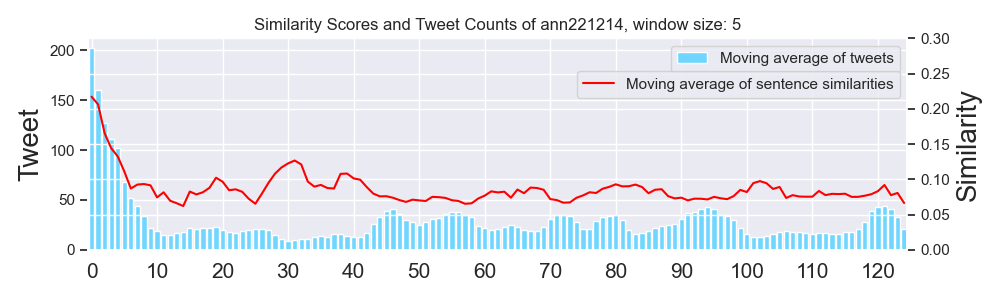 Similarity Scores and Tweet Counts of ann221214, window size: 5
Tweet
200
150
100
50
0
Moving average of tweets
Moving average of sentence similarities
0.30
0.25
0.20
0.15
0.10
0.05
0.00
Similarity
0 10 20 30 40 50 60 70 80 90 100 110 120